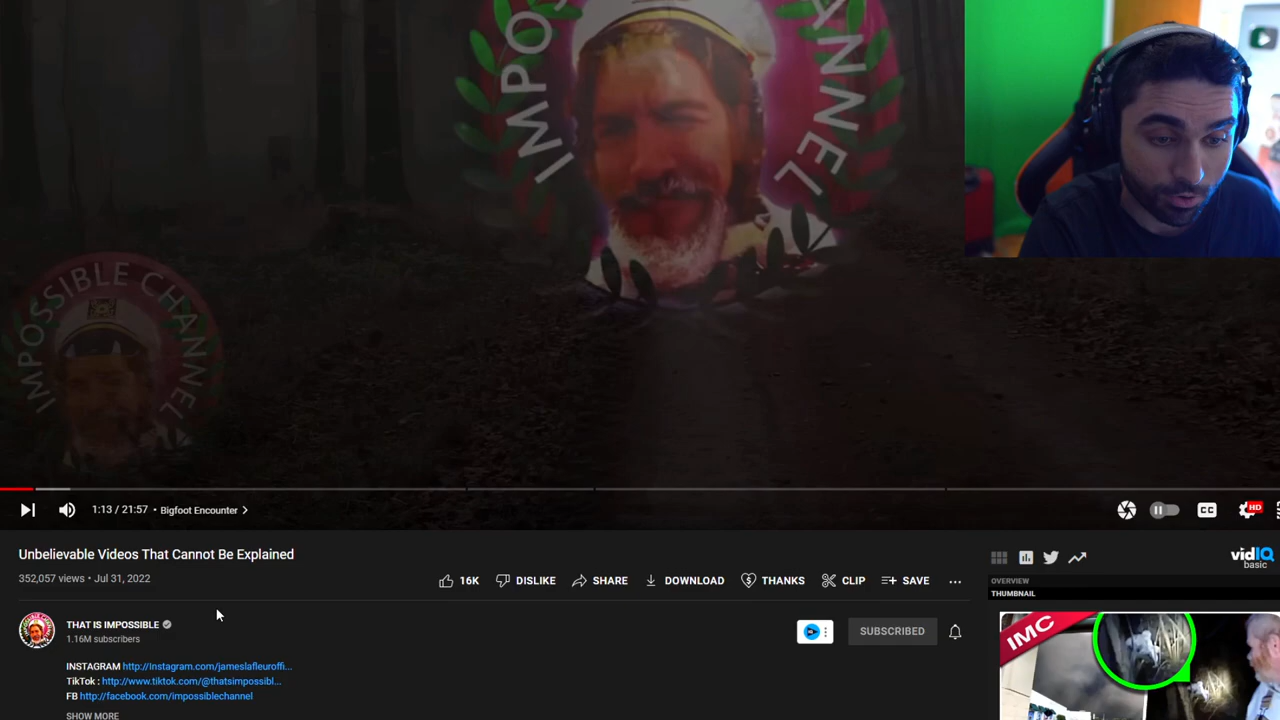 IMPOSSIBLE CHANNEL
IMPOSSIBLE CHANNEL
1:13 / 21:57 • Bigfoot Encounter >
CC
HD
Unbelievable Videos That Cannot Be Explained
352,057 views • Jul 31, 2022
16K
DISLIKE
SHARE
DOWNLOAD
THANKS
CLIP
SAVE
...
vidIQ
basic
OVERVIEW
THUMBNAIL
THAT IS IMPOSSIBLE
1.16M subscribers
SUBSCRIBED
IMC
INSTAGRAM http://Instagram.com/jameslafleuroffi...
TikTok : http://www.tiktok.com/@thatsimpossibl...
FB http://facebook.com/impossiblechannel
SHOW MORE